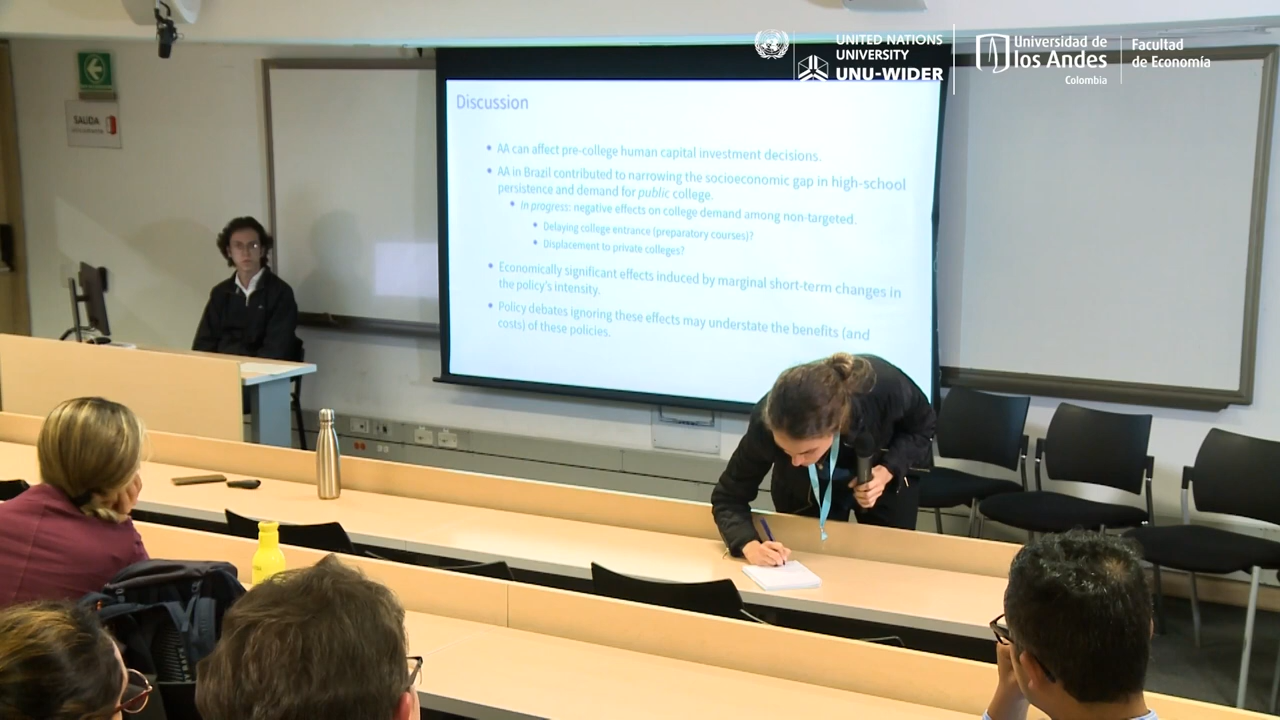 UNITED NATIONS
UNIVERSITY
UNU-WIDER
Universidad de
los Andes
Colombia
Facultad
de Economía
SALIDA
Discussion
AA can affect pre-college human capital investment decisions.
AA in Brazil contributed to narrowing the socioeconomic gap in high-school
persistence and demand for public college.
In progress: negative effects on college demand among non-targeted.
Delaying college entrance (preparatory courses)?
Displacement to private colleges?
Economically significant effects induced by marginal short-term changes in
the policy's intensity.
Policy debates ignoring these effects may understate the benefits (and
costs) of these policies.